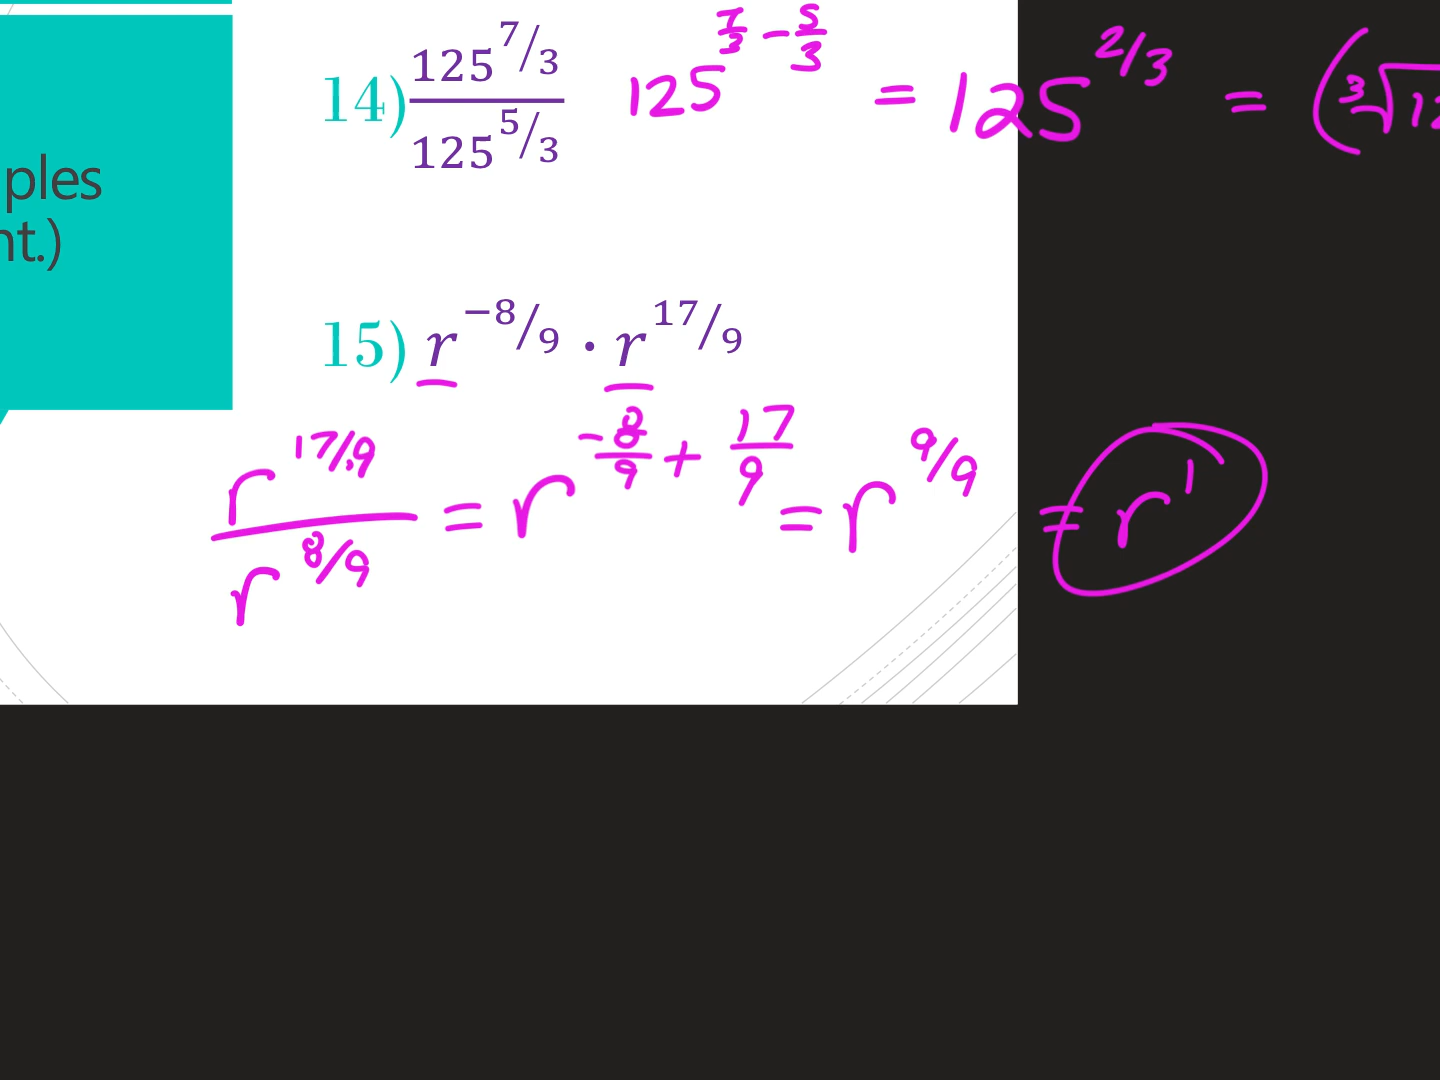 ples
nt.)
14) 125^{7/3} / 125^{5/3} 125^{7/3 - 5/3} = 125^{2/3} = (∛12
15) r^{-8/9} · r^{17/9}
r^{17/9} / r^{8/9} = r^{-8/9 + 17/9} = r^{9/9} = r^1